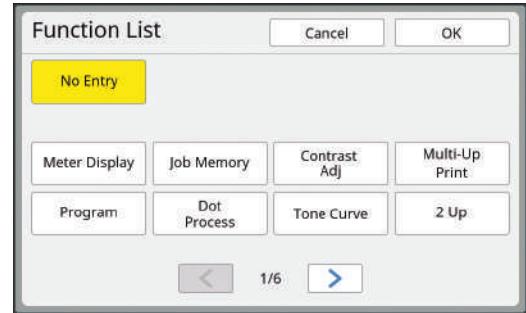 Function List
Cancel
OK
No Entry
Meter Display
Job Memory
Contrast
Adj
Multi-Up
Print
Program
Dot
Process
Tone Curve
2 Up
1/6